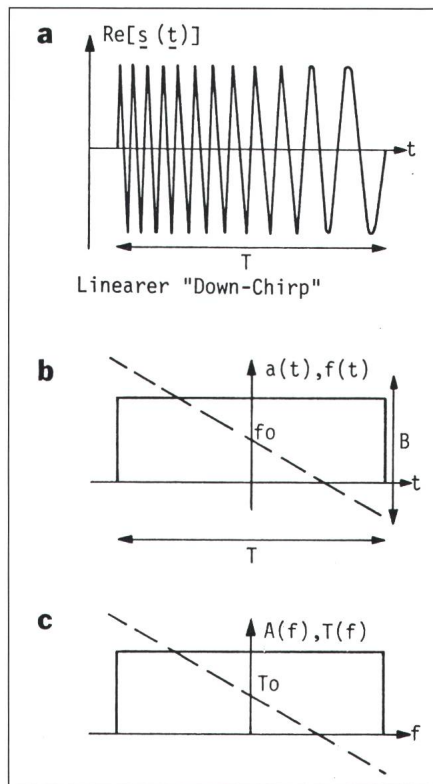 a
Re[s (t)]
t
T
Linearer "Down-Chirp"
b
a(t),f(t)
fo
B
t
T
c
A(f),T(f)
To
f